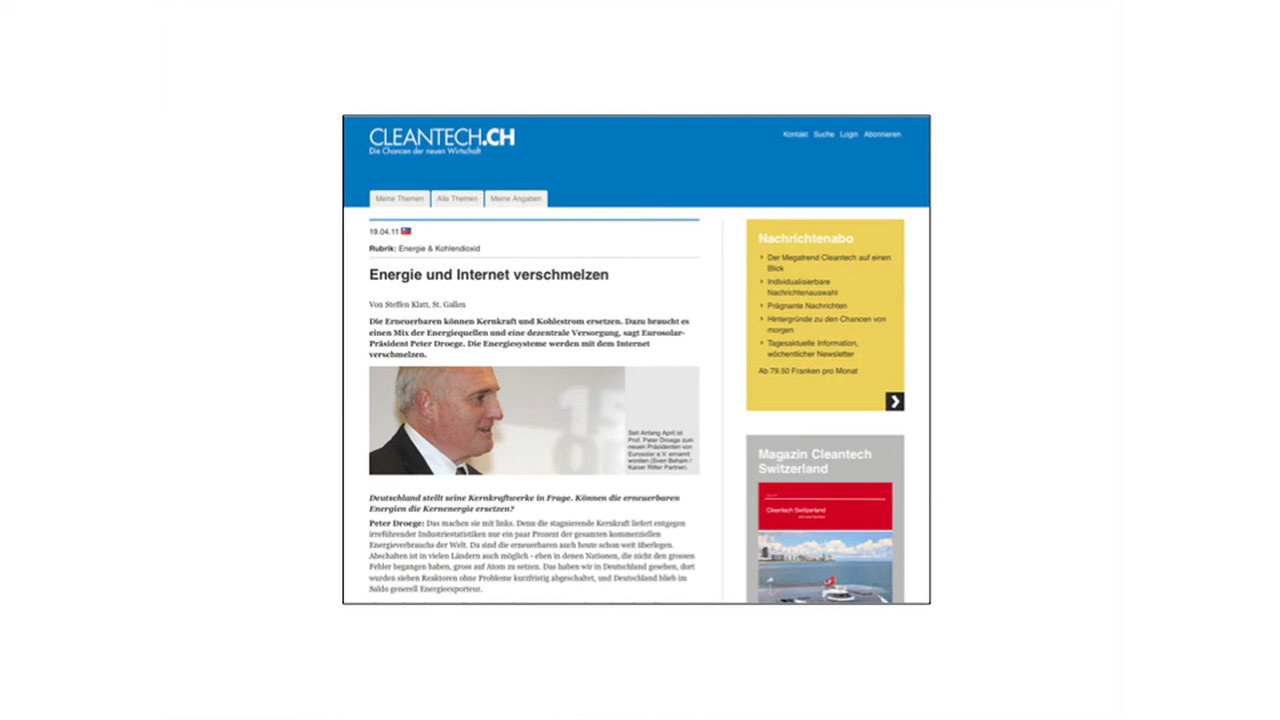 CLEANTECH.CH
Die Chancen der neuen Wirtschaft
Kontakt Suche Login Abonnieren
Meine Themen Alle Themen Meine Angaben
19.04.11
Rubrik: Energie & Kohlendioxid
Energie und Internet verschmelzen
Von Steffen Klatt, St. Gallen
Die Erneuerbaren können Kernkraft und Kohlestrom ersetzen. Dazu braucht es
einen Mix der Energiequellen und eine dezentrale Versorgung, sagt Eurosolar-
Präsident Peter Droege. Die Energiesysteme werden mit dem Internet
verschmelzen.
Seit Anfang April ist
Prof. Peter Droege zum
neuen Präsidenten von
Eurosolar e.V. ernannt
worden (Sven Beham /
Kaiser Ritter Partner).
Deutschland stellt seine Kernkraftwerke in Frage. Können die erneuerbaren
Energien die Kernenergie ersetzen?
Peter Droege: Das machen sie mit links. Denn die stagnierende Kernkraft liefert entgegen
irreführender Industriestatistiken nur ein paar Prozent der gesamten kommerziellen
Energieverbrauchs der Welt. Da sind die erneuerbaren auch heute schon weit überlegen.
Abschalten ist in vielen Ländern auch möglich - eben in denen Nationen, die nicht den grossen
Fehler begangen haben, gross auf Atom zu setzen. Das haben wir in Deutschland gesehen, dort
wurden sieben Reaktoren ohne Probleme kurzfristig abgeschaltet, und Deutschland blieb im
Saldo generell Energieexporteur.
Nachrichtenabo
Der Megatrend Cleantech auf einen
Blick
Individualisierbare
Nachrichtenauswahl
Prägnante Nachrichten
Hintergründe zu den Chancen von
morgen
Tagesaktuelle Information,
wöchentlicher Newsletter
Ab 79.50 Franken pro Monat
Magazin Cleantech
Switzerland
Cleantech Switzerland